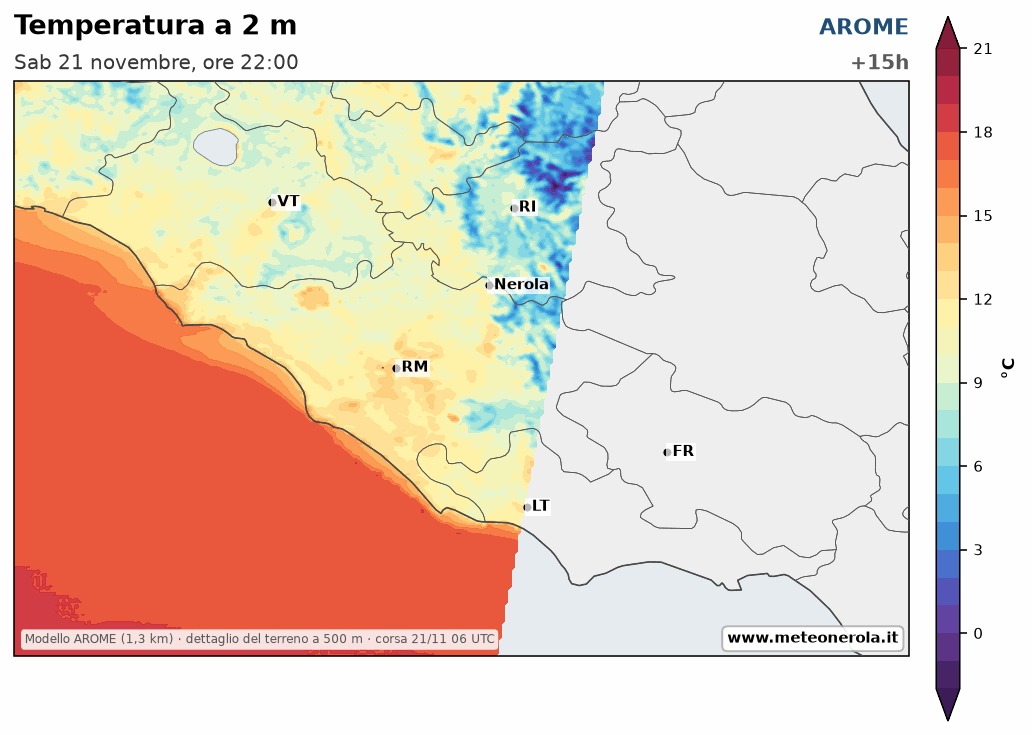 Temperatura a 2 m
AROME
Sab 21 novembre, ore 22:00
+15h
VT
RI
Nerola
RM
FR
LT
21
18
15
12
9
6
3
0
°C
Modello AROME (1,3 km) · dettaglio del terreno a 500 m · corsa 21/11 06 UTC
www.meteonerola.it